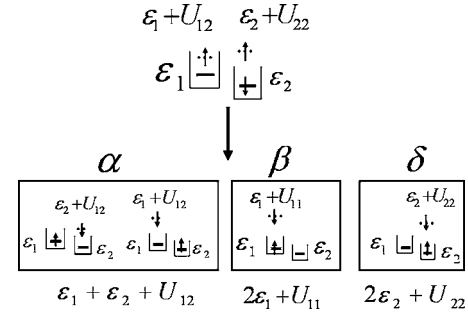 ε₁+U₁₂ ε₂+U₂₂
ε₁ ε₂
α β δ
ε₂+U₁₂ ε₁+U₁₂ ε₁+U₁₁ ε₂+U₂₂
ε₁ ε₂ ε₁ ε₂ ε₁ ε₂ ε₁ ε₂
ε₁ + ε₂ + U₁₂ 2ε₁+U₁₁ 2ε₂ + U₂₂